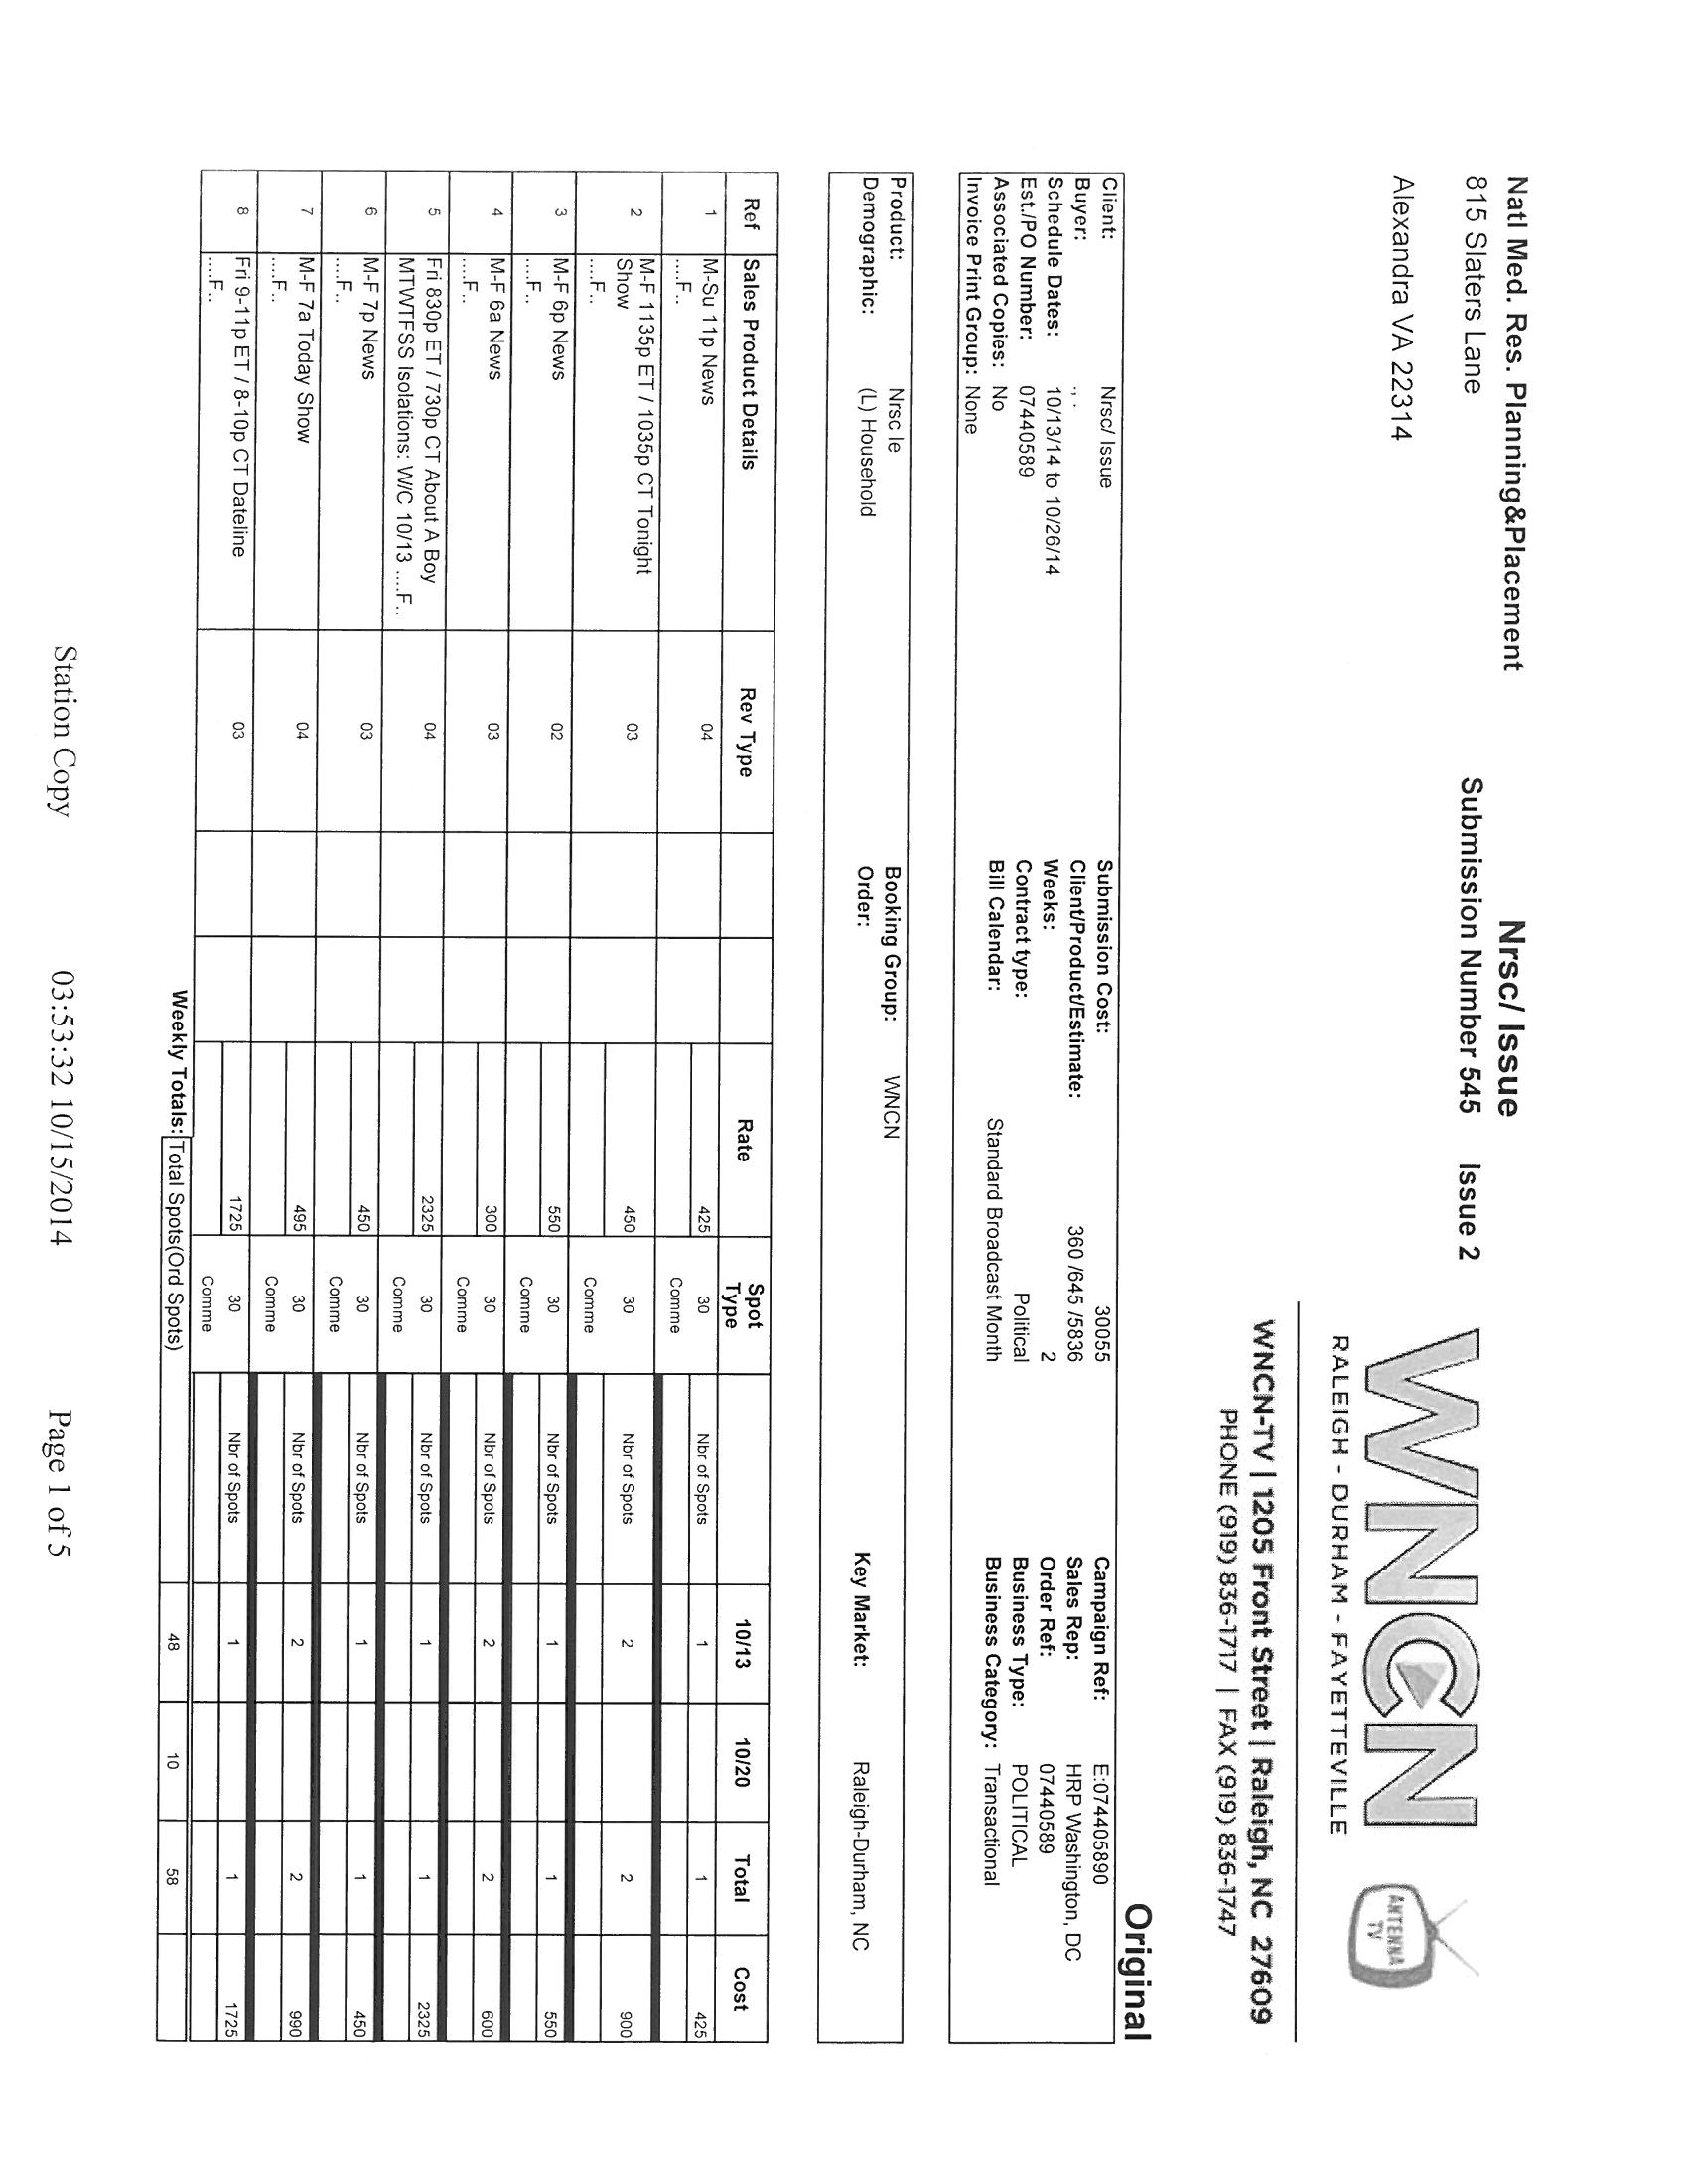 Natl Med. Res. Planning&Placement
815 Slaters Lane
Alexandra VA 22314
Nrsc/ Issue
Submission Number 545 Issue 2
WNCN
RALEIGH - DURHAM - FAYETTEVILLE
ANTENNA TV
WNCN-TV | 1205 Front Street | Raleigh, NC 27609
PHONE (919) 836-1717 | FAX (919) 836-1747
Original
Client: Nrsc/ Issue Submission Cost: 30055 Campaign Ref: E:074405890
Buyer: ., . Client/Product/Estimate: 360 /645 /5836 Sales Rep: HRP Washington, DC
Schedule Dates: 10/13/14 to 10/26/14 Weeks: 2 Order Ref: 07440589
Est./PO Number: 07440589 Contract type: Political Business Type: POLITICAL
Associated Copies: No Bill Calendar: Standard Broadcast Month Business Category: Transactional
Invoice Print Group: None
Product: Nrsc Ie Booking Group: WNCN
Demographic: (L) Household Order: Key Market: Raleigh-Durham, NC
Ref Sales Product Details Rev Type Rate Spot Type 10/13 10/20 Total Cost
1 M-Su 11p News 04 425 30 Nbr of Spots 1 1 425
....F.. Comme
2 M-F 1135p ET / 1035p CT Tonight 03 450 30 Nbr of Spots 2 2 900
Show
....F.. Comme
3 M-F 6p News 02 550 30 Nbr of Spots 1 1 550
....F.. Comme
4 M-F 6a News 03 300 30 Nbr of Spots 2 2 600
....F.. Comme
5 Fri 830p ET / 730p CT About A Boy 04 2325 30 Nbr of Spots 1 1 2325
MTWTFSS Isolations: W/C 10/13 ....F.. Comme
6 M-F 7p News 03 450 30 Nbr of Spots 1 1 450
....F.. Comme
7 M-F 7a Today Show 04 495 30 Nbr of Spots 2 2 990
....F.. Comme
8 Fri 9-11p ET / 8-10p CT Dateline 03 1725 30 Nbr of Spots 1 1 1725
....F.. Comme
Weekly Totals: Total Spots(Ord Spots) 48 10 58
Station Copy 03:53:32 10/15/2014 Page 1 of 5